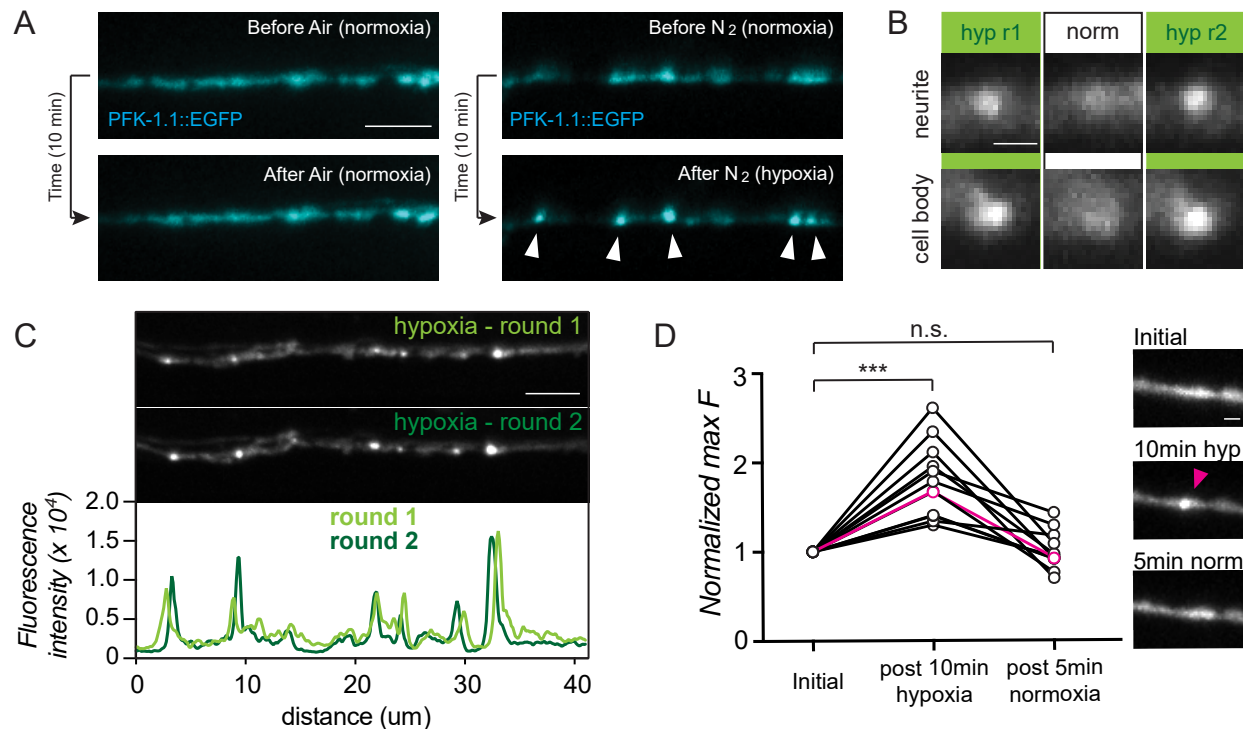 A
Before Air (normoxia)
PFK-1.1::EGFP
Time (10 min)
After Air (normoxia)
Before N2 (normoxia)
PFK-1.1::EGFP
Time (10 min)
After N2 (hypoxia)
B
hyp r1
norm
hyp r2
neurite
cell body
C
hypoxia - round 1
hypoxia - round 2
Fluorescence
intensity (x 10⁴)
2.0
1.5
1.0
0.5
0
round 1
round 2
0
10
20
30
40
distance (um)
D
n.s.
***
Normalized max F
3
2
1
0
Initial
post 10min
hypoxia
post 5min
normoxia
Initial
10min hyp
5min norm